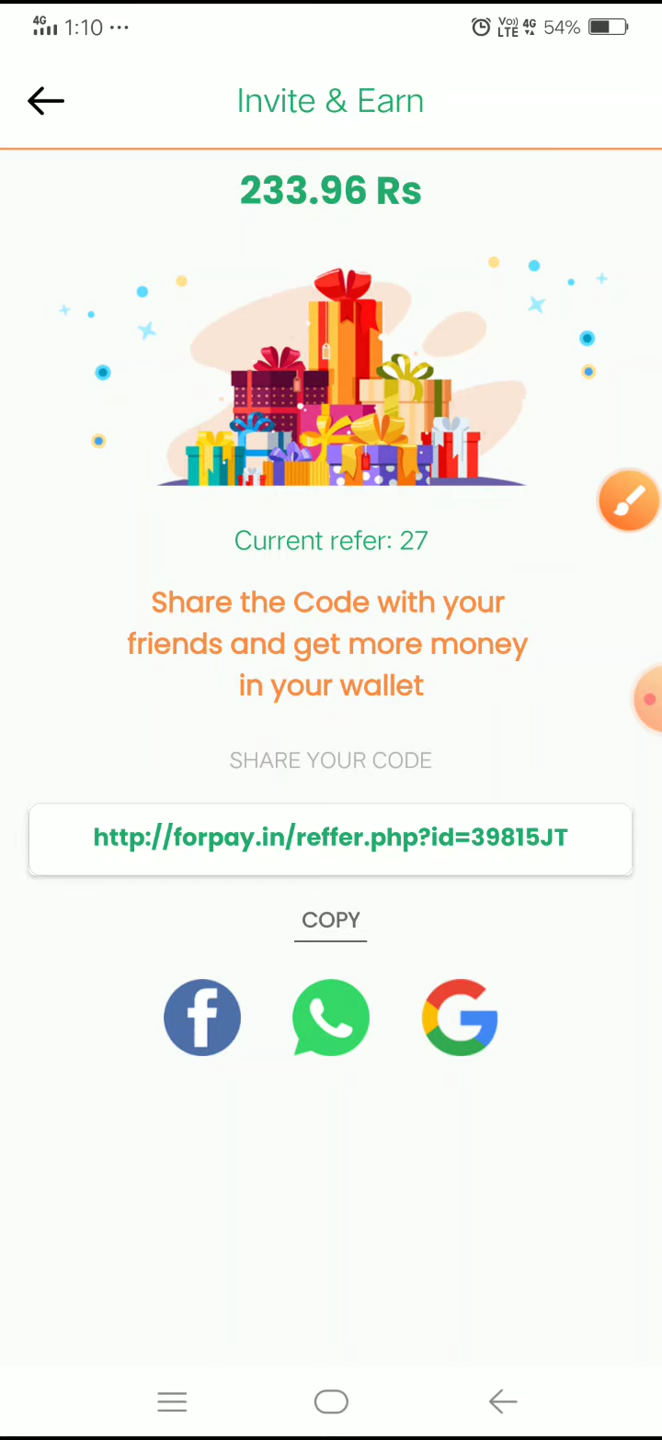 4G 1:10 ··· Vo)) LTE 4G 54%
Invite & Earn
233.96 Rs
Current refer: 27
Share the Code with your
friends and get more money
in your wallet
SHARE YOUR CODE
http://forpay.in/reffer.php?id=39815JT
COPY